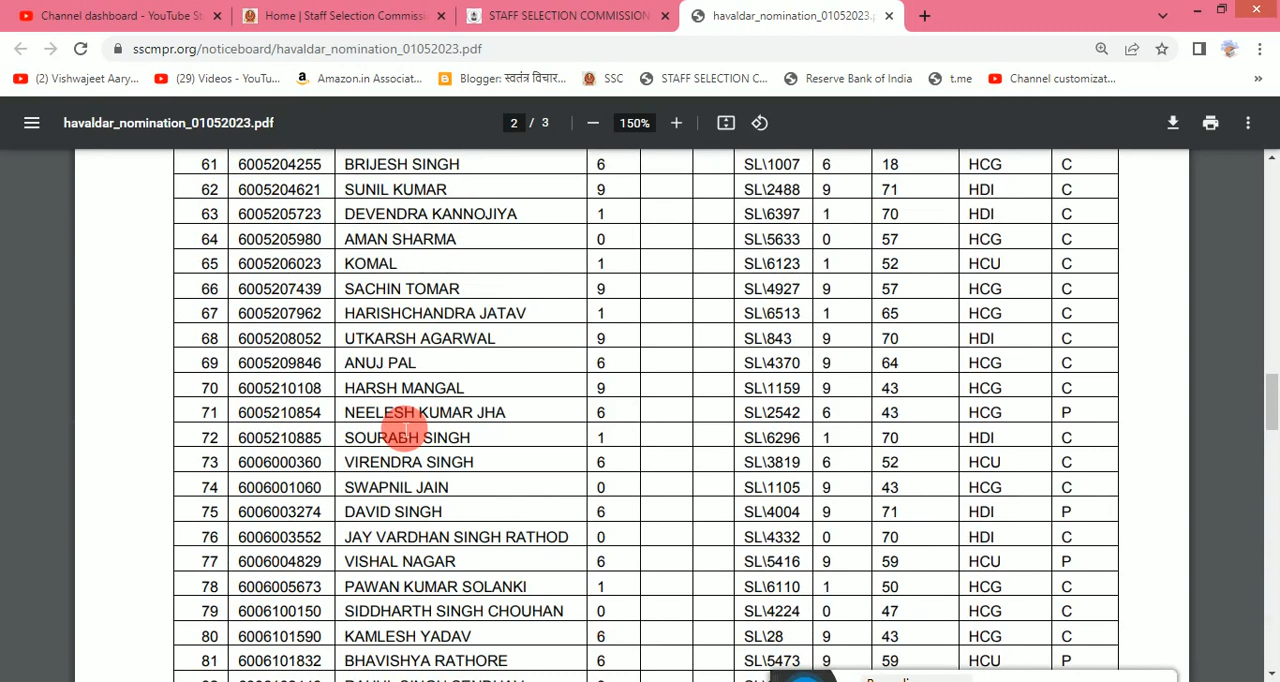 Channel dashboard - YouTube St
Home | Staff Selection Commissi
STAFF SELECTION COMMISSION
havaldar_nomination_01052023.p
sscmpr.org/noticeboard/havaldar_nomination_01052023.pdf
(2) Vishwajeet Aary...
(29) Videos - YouTu...
Amazon.in Associat...
Blogger: स्वतंत्र विचार...
SSC
STAFF SELECTION C...
Reserve Bank of India
t.me
Channel customizat...
»
havaldar_nomination_01052023.pdf
2 / 3
150%
61 6005204255 BRIJESH SINGH 6 SL\1007 6 18 HCG C
62 6005204621 SUNIL KUMAR 9 SL\2488 9 71 HDI C
63 6005205723 DEVENDRA KANNOJIYA 1 SL\6397 1 70 HDI C
64 6005205980 AMAN SHARMA 0 SL\5633 0 57 HCG C
65 6005206023 KOMAL 1 SL\6123 1 52 HCU C
66 6005207439 SACHIN TOMAR 9 SL\4927 9 57 HCG C
67 6005207962 HARISHCHANDRA JATAV 1 SL\6513 1 65 HCG C
68 6005208052 UTKARSH AGARWAL 9 SL\843 9 70 HDI C
69 6005209846 ANUJ PAL 6 SL\4370 9 64 HCG C
70 6005210108 HARSH MANGAL 9 SL\1159 9 43 HCG C
71 6005210854 NEELESH KUMAR JHA 6 SL\2542 6 43 HCG P
72 6005210885 SOURABH SINGH 1 SL\6296 1 70 HDI C
73 6006000360 VIRENDRA SINGH 6 SL\3819 6 52 HCU C
74 6006001060 SWAPNIL JAIN 0 SL\1105 9 43 HCG C
75 6006003274 DAVID SINGH 6 SL\4004 9 71 HDI P
76 6006003552 JAY VARDHAN SINGH RATHOD 0 SL\4332 0 70 HDI C
77 6006004829 VISHAL NAGAR 6 SL\5416 9 59 HCU P
78 6006005673 PAWAN KUMAR SOLANKI 1 SL\6110 1 50 HCG C
79 6006100150 SIDDHARTH SINGH CHOUHAN 0 SL\4224 0 47 HCG C
80 6006101590 KAMLESH YADAV 6 SL\28 9 43 HCG C
81 6006101832 BHAVISHYA RATHORE 6 SL\5473 9 59 HCU P